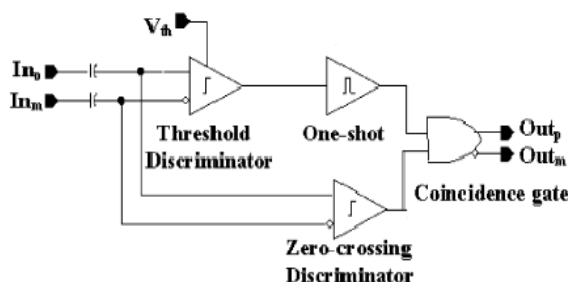 Vth
Inp
Inm
Threshold
Discriminator
One-shot
Outp
Outm
Coincidence gate
Zero-crossing
Discriminator